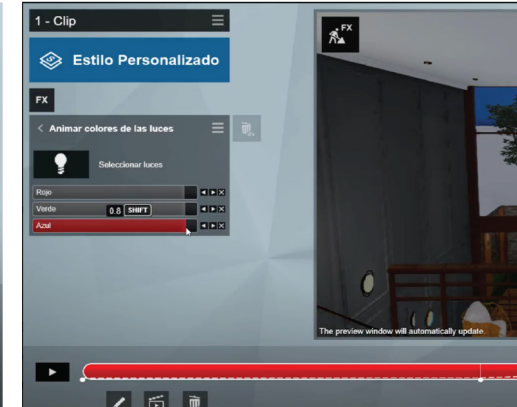 1 - Clip
Estilo Personalizado
FX
FX
Animar colores de las luces
Seleccionar luces
Rojo
Verde
0.8 SHIFT
Azul
The preview window will automatically update.